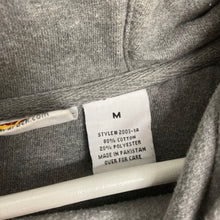 M
STYLE# 2001-1A
80% COTTON
20% POLYESTER
MADE IN PAKISTAN
OVER FOR CARE